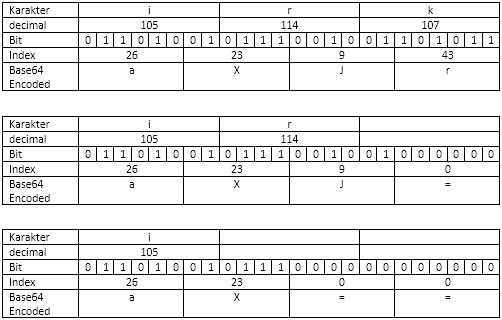 Karakter i r k
decimal 105 114 107
Bit 0 1 1 0 1 0 0 1 0 1 1 1 0 0 1 0 0 1 1 0 1 0 1 1
Index 26 23 9 43
Base64 a X J r
Encoded
Karakter i r
decimal 105 114
Bit 0 1 1 0 1 0 0 1 0 1 1 1 0 0 1 0 0 1 0 0 0 0 0 0
Index 26 23 9 0
Base64 a X J =
Encoded
Karakter i
decimal 105
Bit 0 1 1 0 1 0 0 1 0 1 1 1 0 0 0 0 0 0 0 0 0 0 0 0
Index 26 23 0 0
Base64 a X = =
Encoded